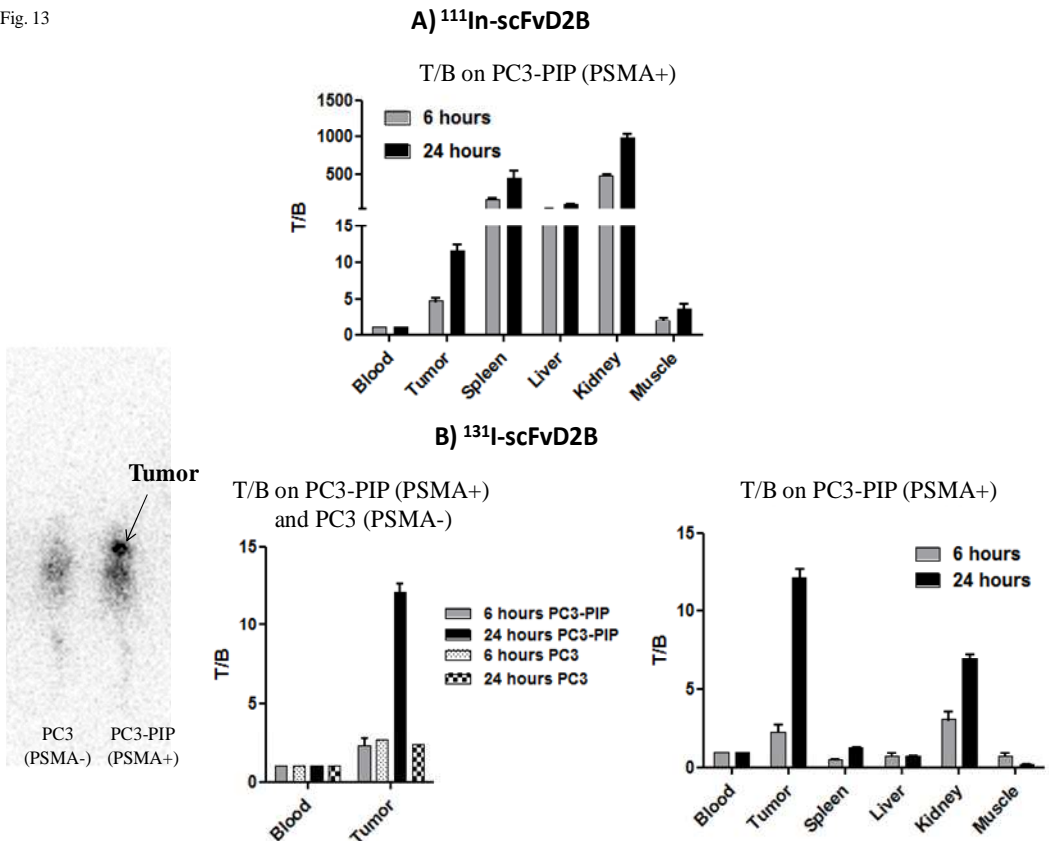 Fig. 13
A) ¹¹¹In-scFvD2B
T/B on PC3-PIP (PSMA+)
1500
1000
500
15
10
5
0
T/B
6 hours
24 hours
Blood
Tumor
Spleen
Liver
Kidney
Muscle
B) ¹³¹I-scFvD2B
Tumor
PC3
(PSMA-)
PC3-PIP
(PSMA+)
T/B on PC3-PIP (PSMA+)
and PC3 (PSMA-)
15
10
5
0
T/B
6 hours PC3-PIP
24 hours PC3-PIP
6 hours PC3
24 hours PC3
Blood
Tumor
T/B on PC3-PIP (PSMA+)
15
10
5
0
T/B
6 hours
24 hours
Blood
Tumor
Spleen
Liver
Kidney
Muscle